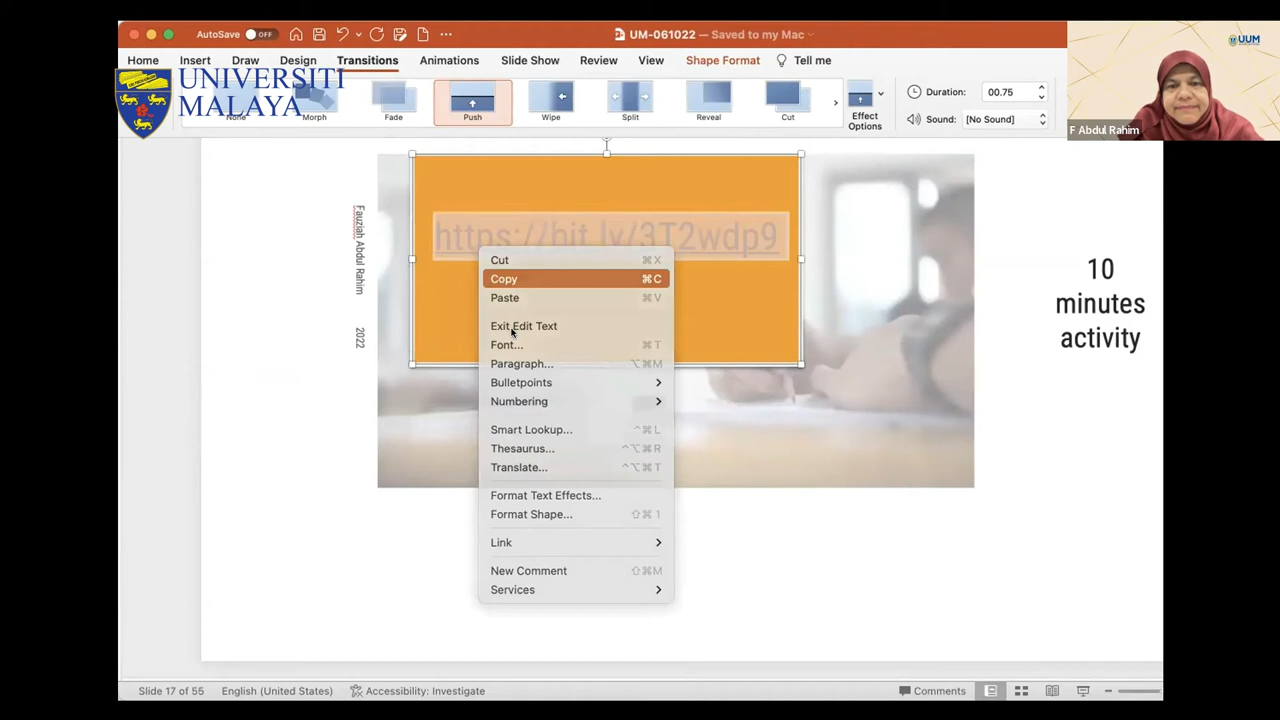 AutoSave OFF
UM-061022 — Saved to my Mac
Home Insert Draw Design Transitions Animations Slide Show Review View Shape Format Tell me
UNIVERSITI
MALAYA
None Morph Fade Push Wipe Split Reveal Cut
Effect
Options
Duration: 00.75
Sound: [No Sound]
UUM
F Abdul Rahim
Fauziah Abdul Rahim 2022
https://bit.ly/3T2wdp9
10
minutes
activity
Cut ⌘X
Copy ⌘C
Paste ⌘V
Exit Edit Text
Font... ⌘T
Paragraph... ⌥⌘M
Bulletpoints
Numbering
Smart Lookup... ^⌘L
Thesaurus... ^⌥⌘R
Translate... ^⌥⌘T
Format Text Effects...
Format Shape... ⇧⌘1
Link
New Comment ⇧⌘M
Services
Slide 17 of 55 English (United States) Accessibility: Investigate Comments